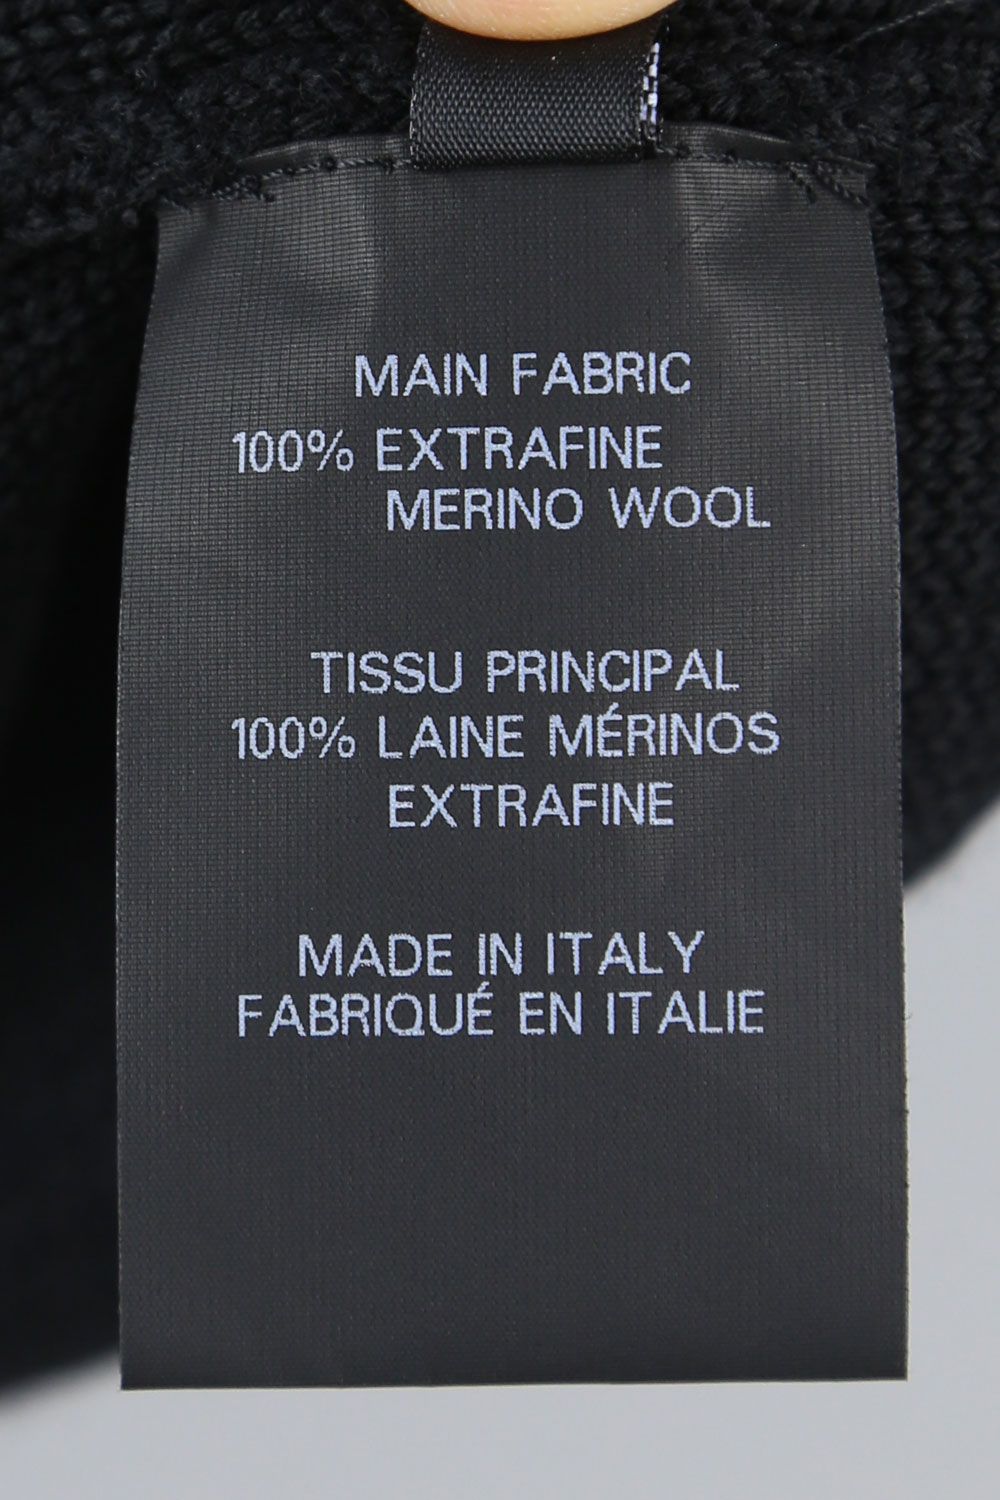 MAIN FABRIC
100% EXTRAFINE
MERINO WOOL
TISSU PRINCIPAL
100% LAINE MÉRINOS
EXTRAFINE
MADE IN ITALY
FABRIQUÉ EN ITALIE